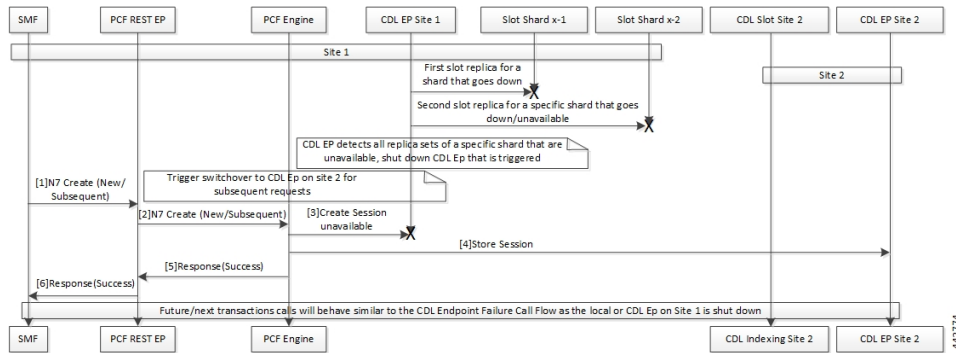 SMF
PCF REST EP
PCF Engine
CDL EP Site 1
Slot Shard x-1
Slot Shard x-2
CDL Slot Site 2
CDL EP Site 2
Site 1
Site 2
First slot replica for a
shard that goes down
Second slot replica for a specific shard that goes
down/unavailable
CDL EP detects all replica sets of a specific shard that are
unavailable, shut down CDL Ep that is triggered
[1]N7 Create (New/
Subsequent)
Trigger switchover to CDL Ep on site 2 for
subsequent requests
[2]N7 Create (New/Subsequent)
[3]Create Session
unavailable
[4]Store Session
[5]Response(Success)
[6]Response(Success)
Future/next transactions calls will behave similar to the CDL Endpoint Failure Call Flow as the local or CDL Ep on Site 1 is shut down
SMF
PCF REST EP
PCF Engine
CDL Indexing Site 2
CDL EP Site 2
442774